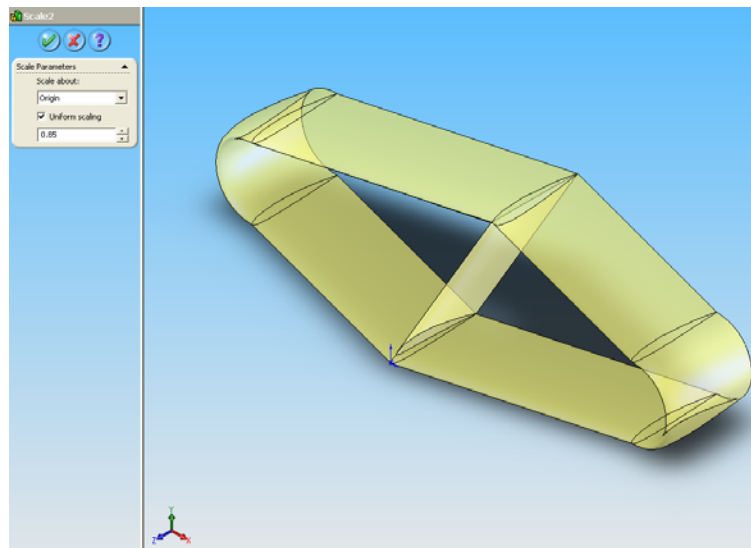 Scale2
?
Scale Parameters
Scale about:
Origin
Uniform scaling
0.85
Y
Z
X